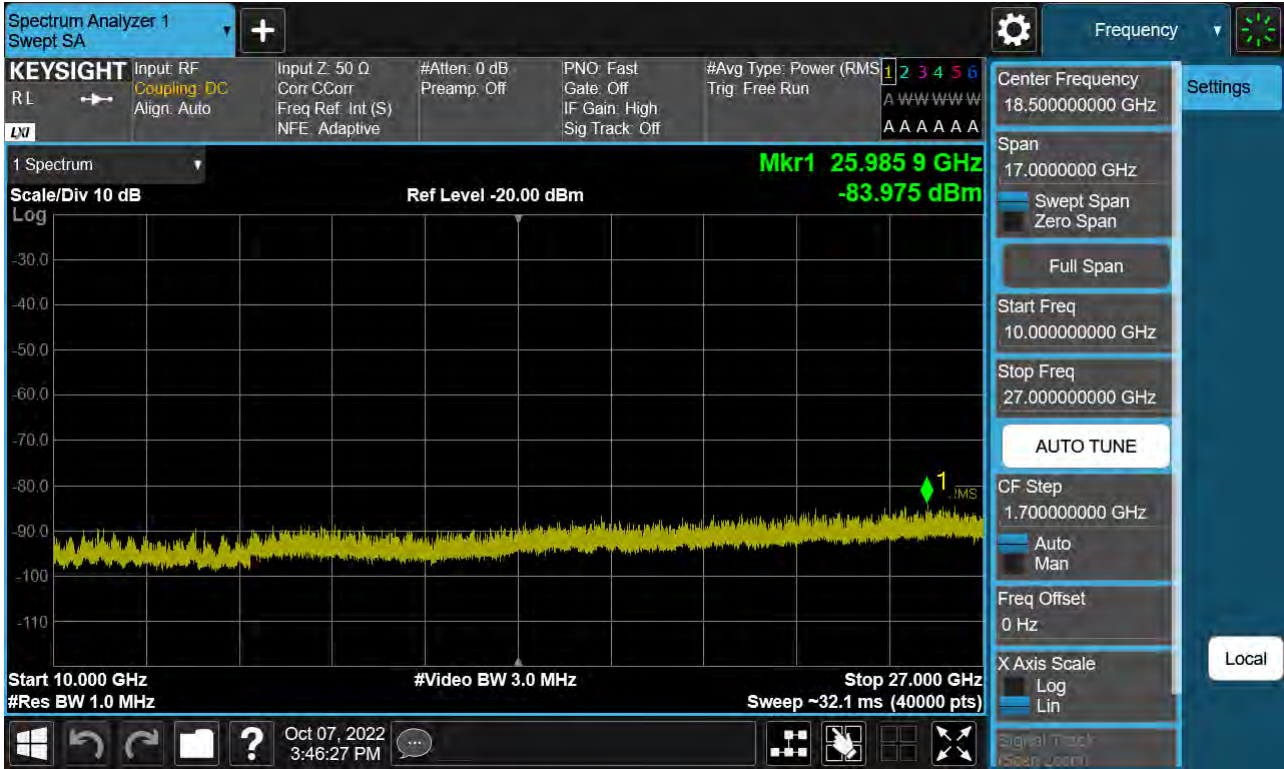 Spectrum Analyzer 1
Swept SA
Frequency
KEYSIGHT
R L
LXI
Input: RF
Coupling: DC
Align: Auto
Input Z: 50 Ω
Corr CCorr
Freq Ref: Int (S)
NFE: Adaptive
#Atten: 0 dB
Preamp: Off
PNO: Fast
Gate: Off
IF Gain: High
Sig Track: Off
#Avg Type: Power (RMS
Trig: Free Run
1 2 3 4 5 6
A W W W W W
A A A A A A
1 Spectrum
Mkr1 25.985 9 GHz
-83.975 dBm
Scale/Div 10 dB
Ref Level -20.00 dBm
Log
-30.0
-40.0
-50.0
-60.0
-70.0
-80.0
-90.0
-100
-110
1
RMS
Start 10.000 GHz
#Video BW 3.0 MHz
Stop 27.000 GHz
#Res BW 1.0 MHz
Sweep ~32.1 ms (40000 pts)
Center Frequency
18.500000000 GHz
Settings
Span
17.0000000 GHz
Swept Span
Zero Span
Full Span
Start Freq
10.000000000 GHz
Stop Freq
27.000000000 GHz
AUTO TUNE
CF Step
1.700000000 GHz
Auto
Man
Freq Offset
0 Hz
X Axis Scale
Log
Lin
Local
Signal Track
(Span Zoom)
?
Oct 07, 2022
3:46:27 PM